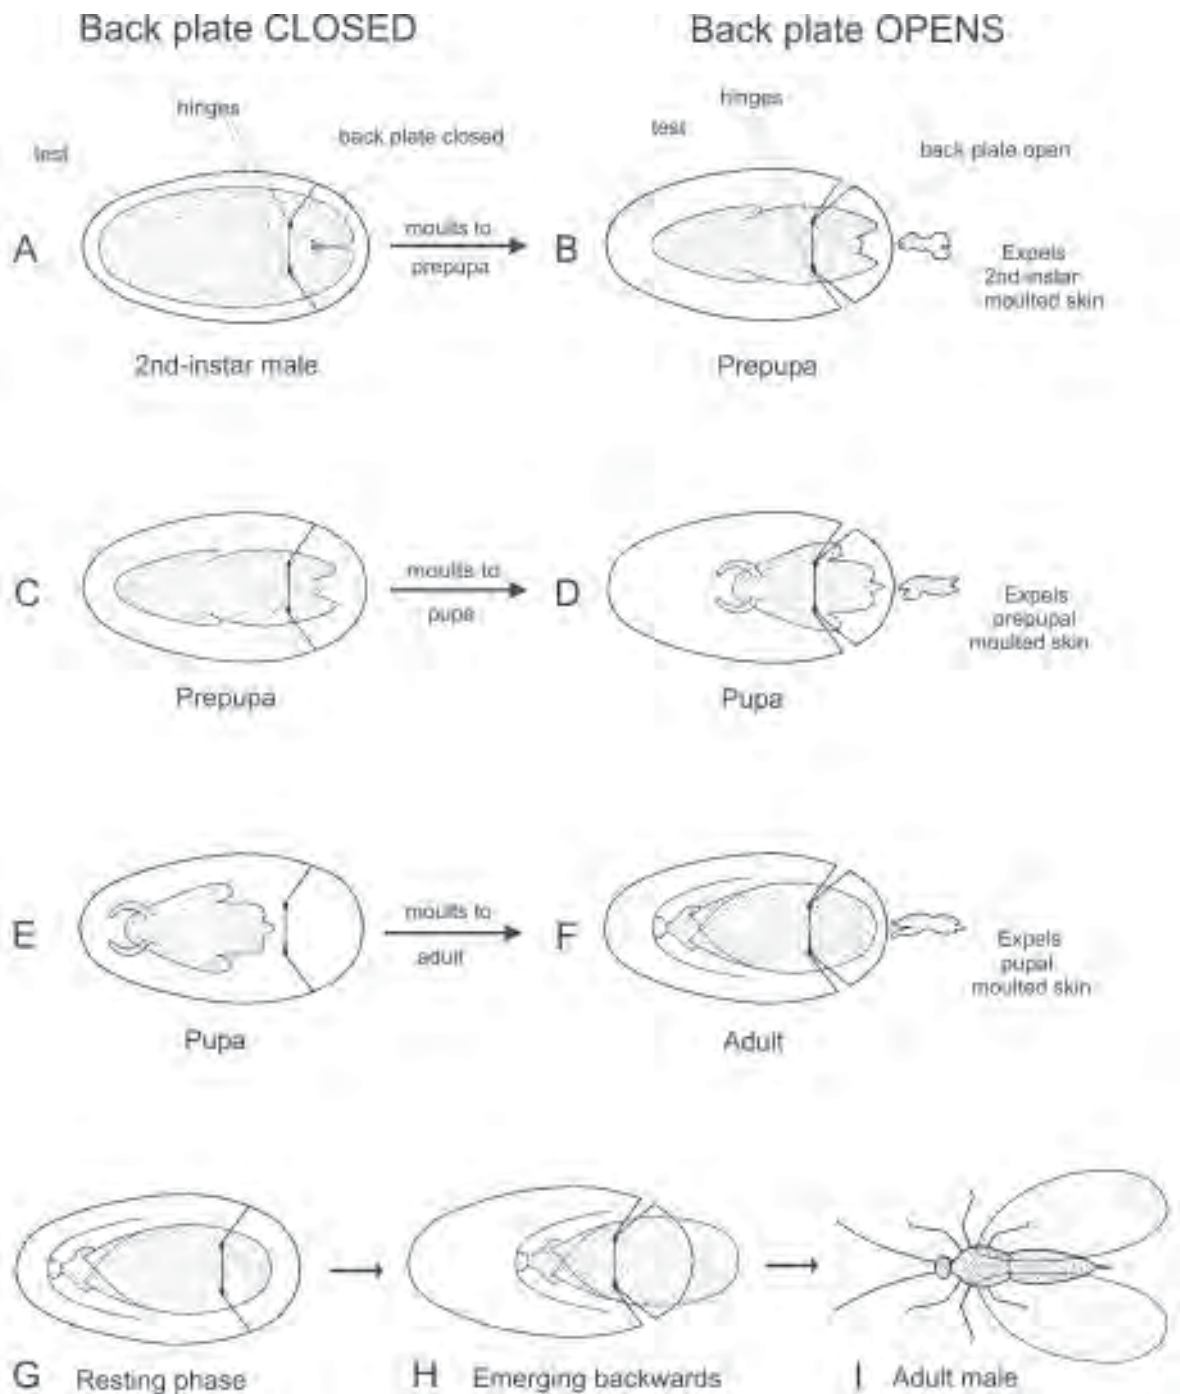 Back plate CLOSED
Back plate OPENS
hinges
test
back plate closed
hinges
test
back plate open
A
moults to
prepupa
B
Expels
2nd-instar
moulted skin
2nd-instar male
Prepupa
C
moults to
pupa
D
Expels
prepupal
moulted skin
Prepupa
Pupa
E
moults to
adult
F
Expels
pupal
moulted skin
Pupa
Adult
G Resting phase
H Emerging backwards
I Adult male